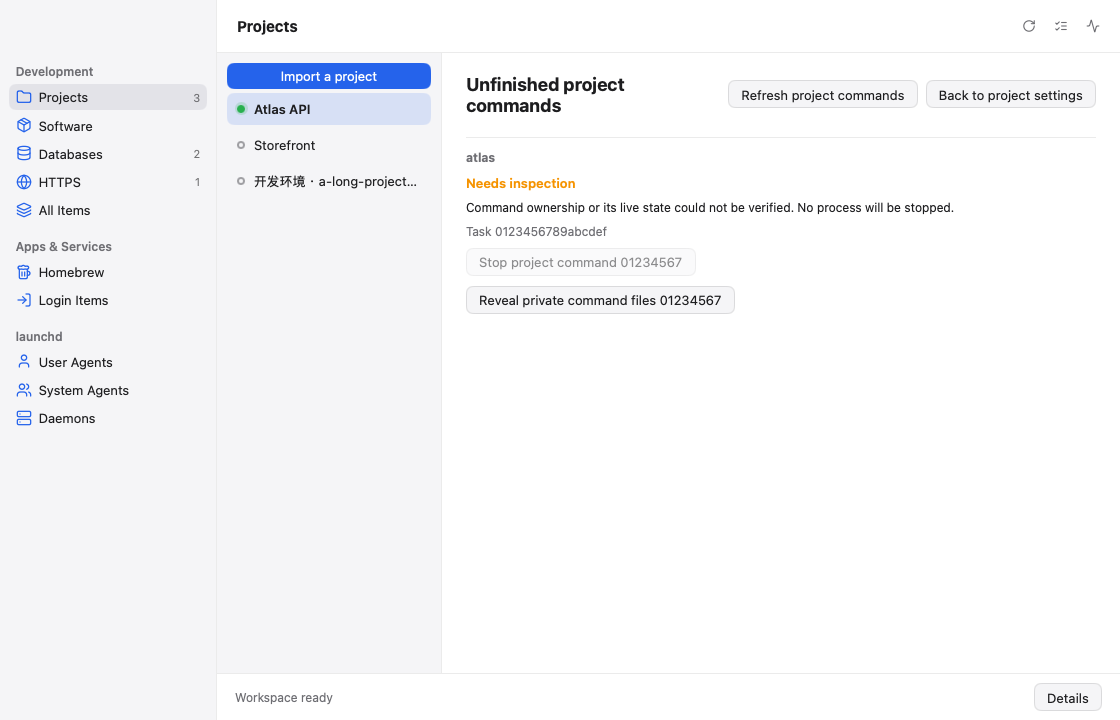 Projects
Development
Projects 3
Software
Databases 2
HTTPS 1
All Items
Apps & Services
Homebrew
Login Items
launchd
User Agents
System Agents
Daemons
Import a project
Atlas API
Storefront
开发环境 · a-long-project...
Unfinished project
commands
Refresh project commands
Back to project settings
atlas
Needs inspection
Command ownership or its live state could not be verified. No process will be stopped.
Task 0123456789abcdef
Stop project command 01234567
Reveal private command files 01234567
Workspace ready
Details